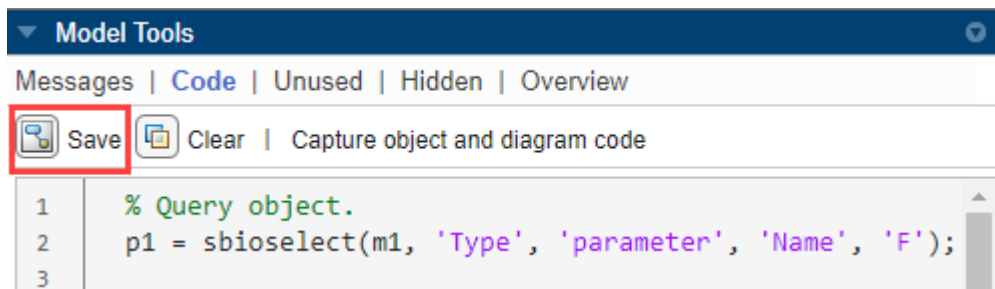 Model Tools
Messages | Code | Unused | Hidden | Overview
Save Clear | Capture object and diagram code
1 % Query object.
2 p1 = sbioselect(m1, 'Type', 'parameter', 'Name', 'F');
3